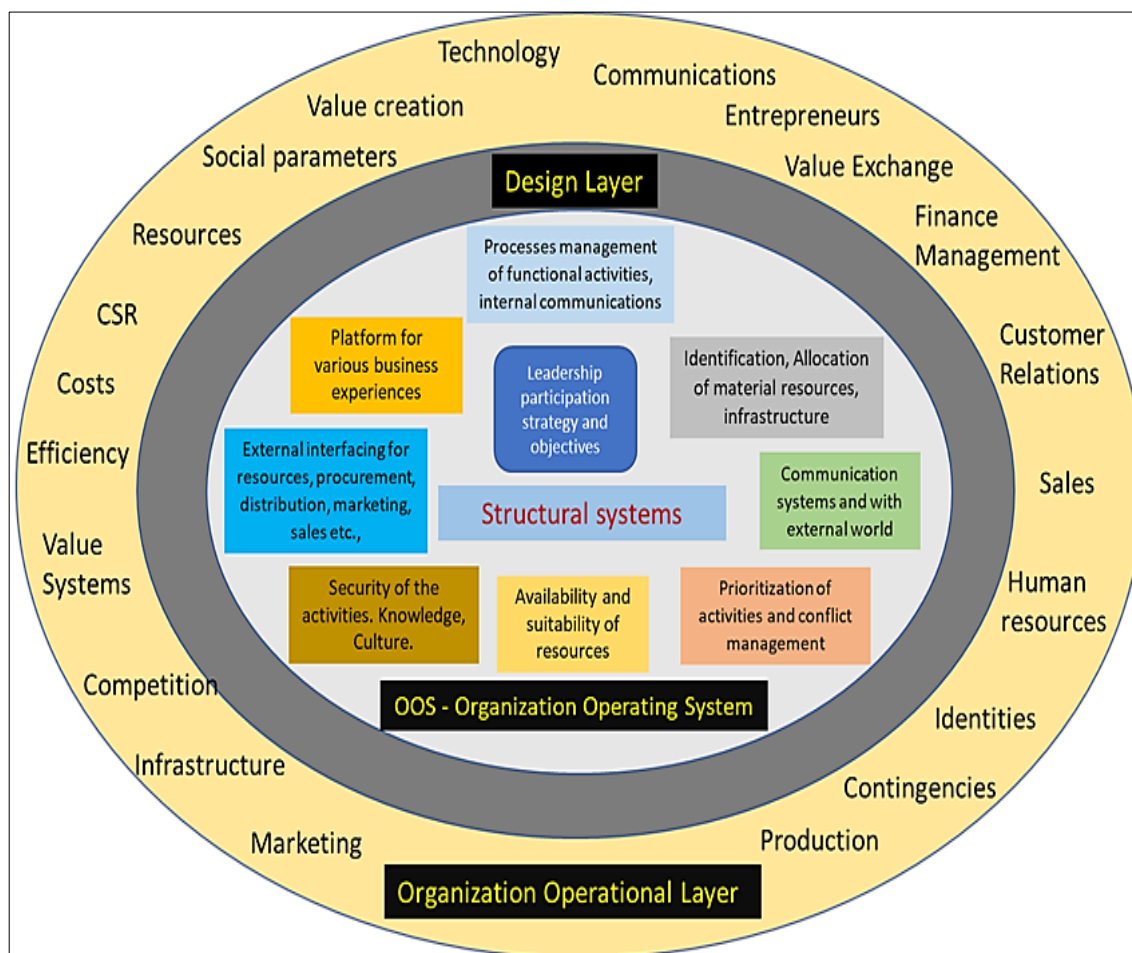 Technology
Communications
Value creation
Entrepreneurs
Social parameters
Value Exchange
Design Layer
Resources
Finance
Management
Processes management
of functional activities,
internal communications
CSR
Platform for
various business
experiences
Leadership
participation
strategy and
objectives
Identification, Allocation
of material resources,
infrastructure
Customer
Relations
Costs
Efficiency
External interfacing for
resources, procurement,
distribution, marketing,
sales etc.,
Structural systems
Communication
systems and with
external world
Sales
Value
Systems
Security of the
activities. Knowledge,
Culture.
Availability and
suitability of
resources
Prioritization of
activities and conflict
management
Human
resources
Competition
OOS - Organization Operating System
Identities
Infrastructure
Contingencies
Marketing
Production
Organization Operational Layer